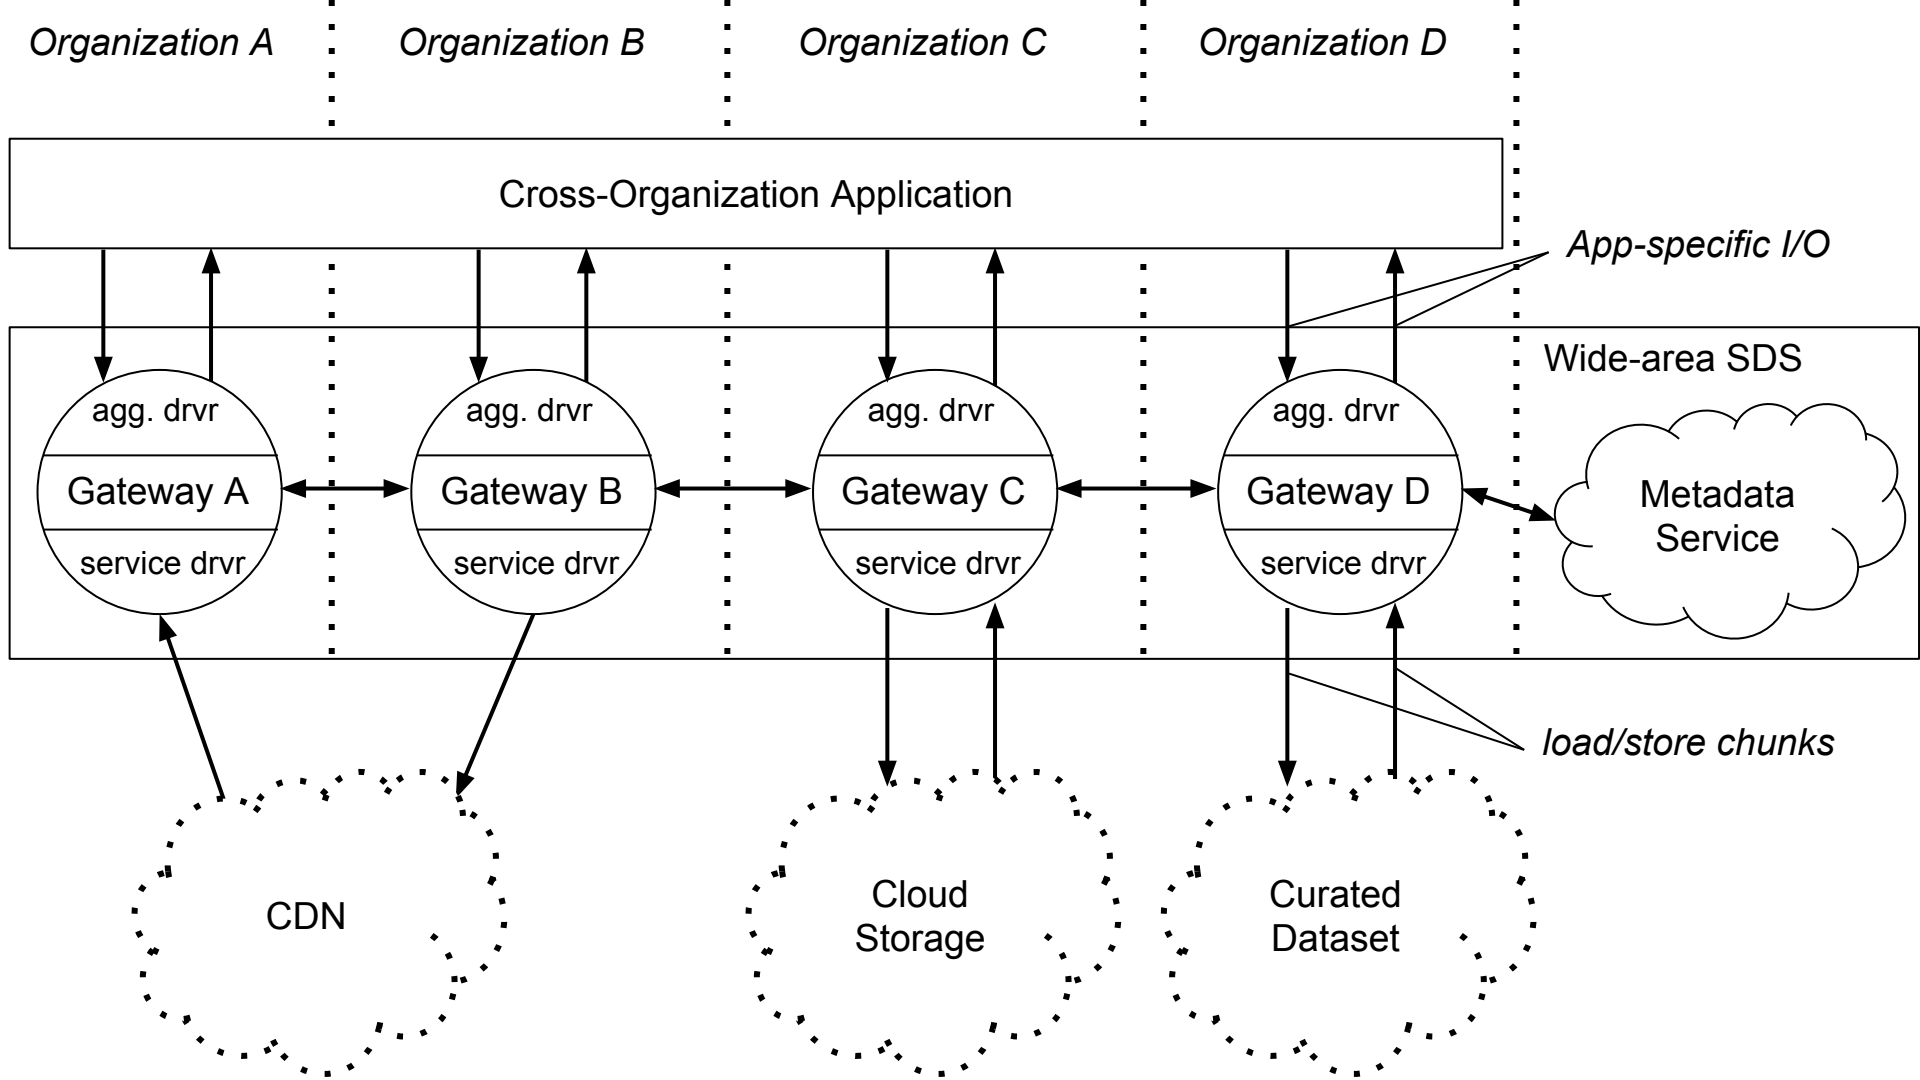 Organization A
Organization B
Organization C
Organization D
Cross-Organization Application
App-specific I/O
Wide-area SDS
agg. drvr
agg. drvr
agg. drvr
agg. drvr
Gateway A
Gateway B
Gateway C
Gateway D
Metadata
Service
service drvr
service drvr
service drvr
service drvr
load/store chunks
CDN
Cloud
Storage
Curated
Dataset